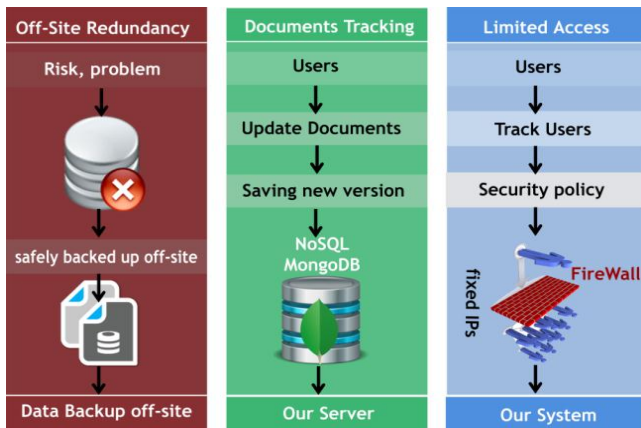 Off-Site Redundancy
Risk, problem
safely backed up off-site
Data Backup off-site
Documents Tracking
Users
Update Documents
Saving new version
NoSQL
MongoDB
Our Server
Limited Access
Users
Track Users
Security policy
FireWall
fixed IPs
Our System